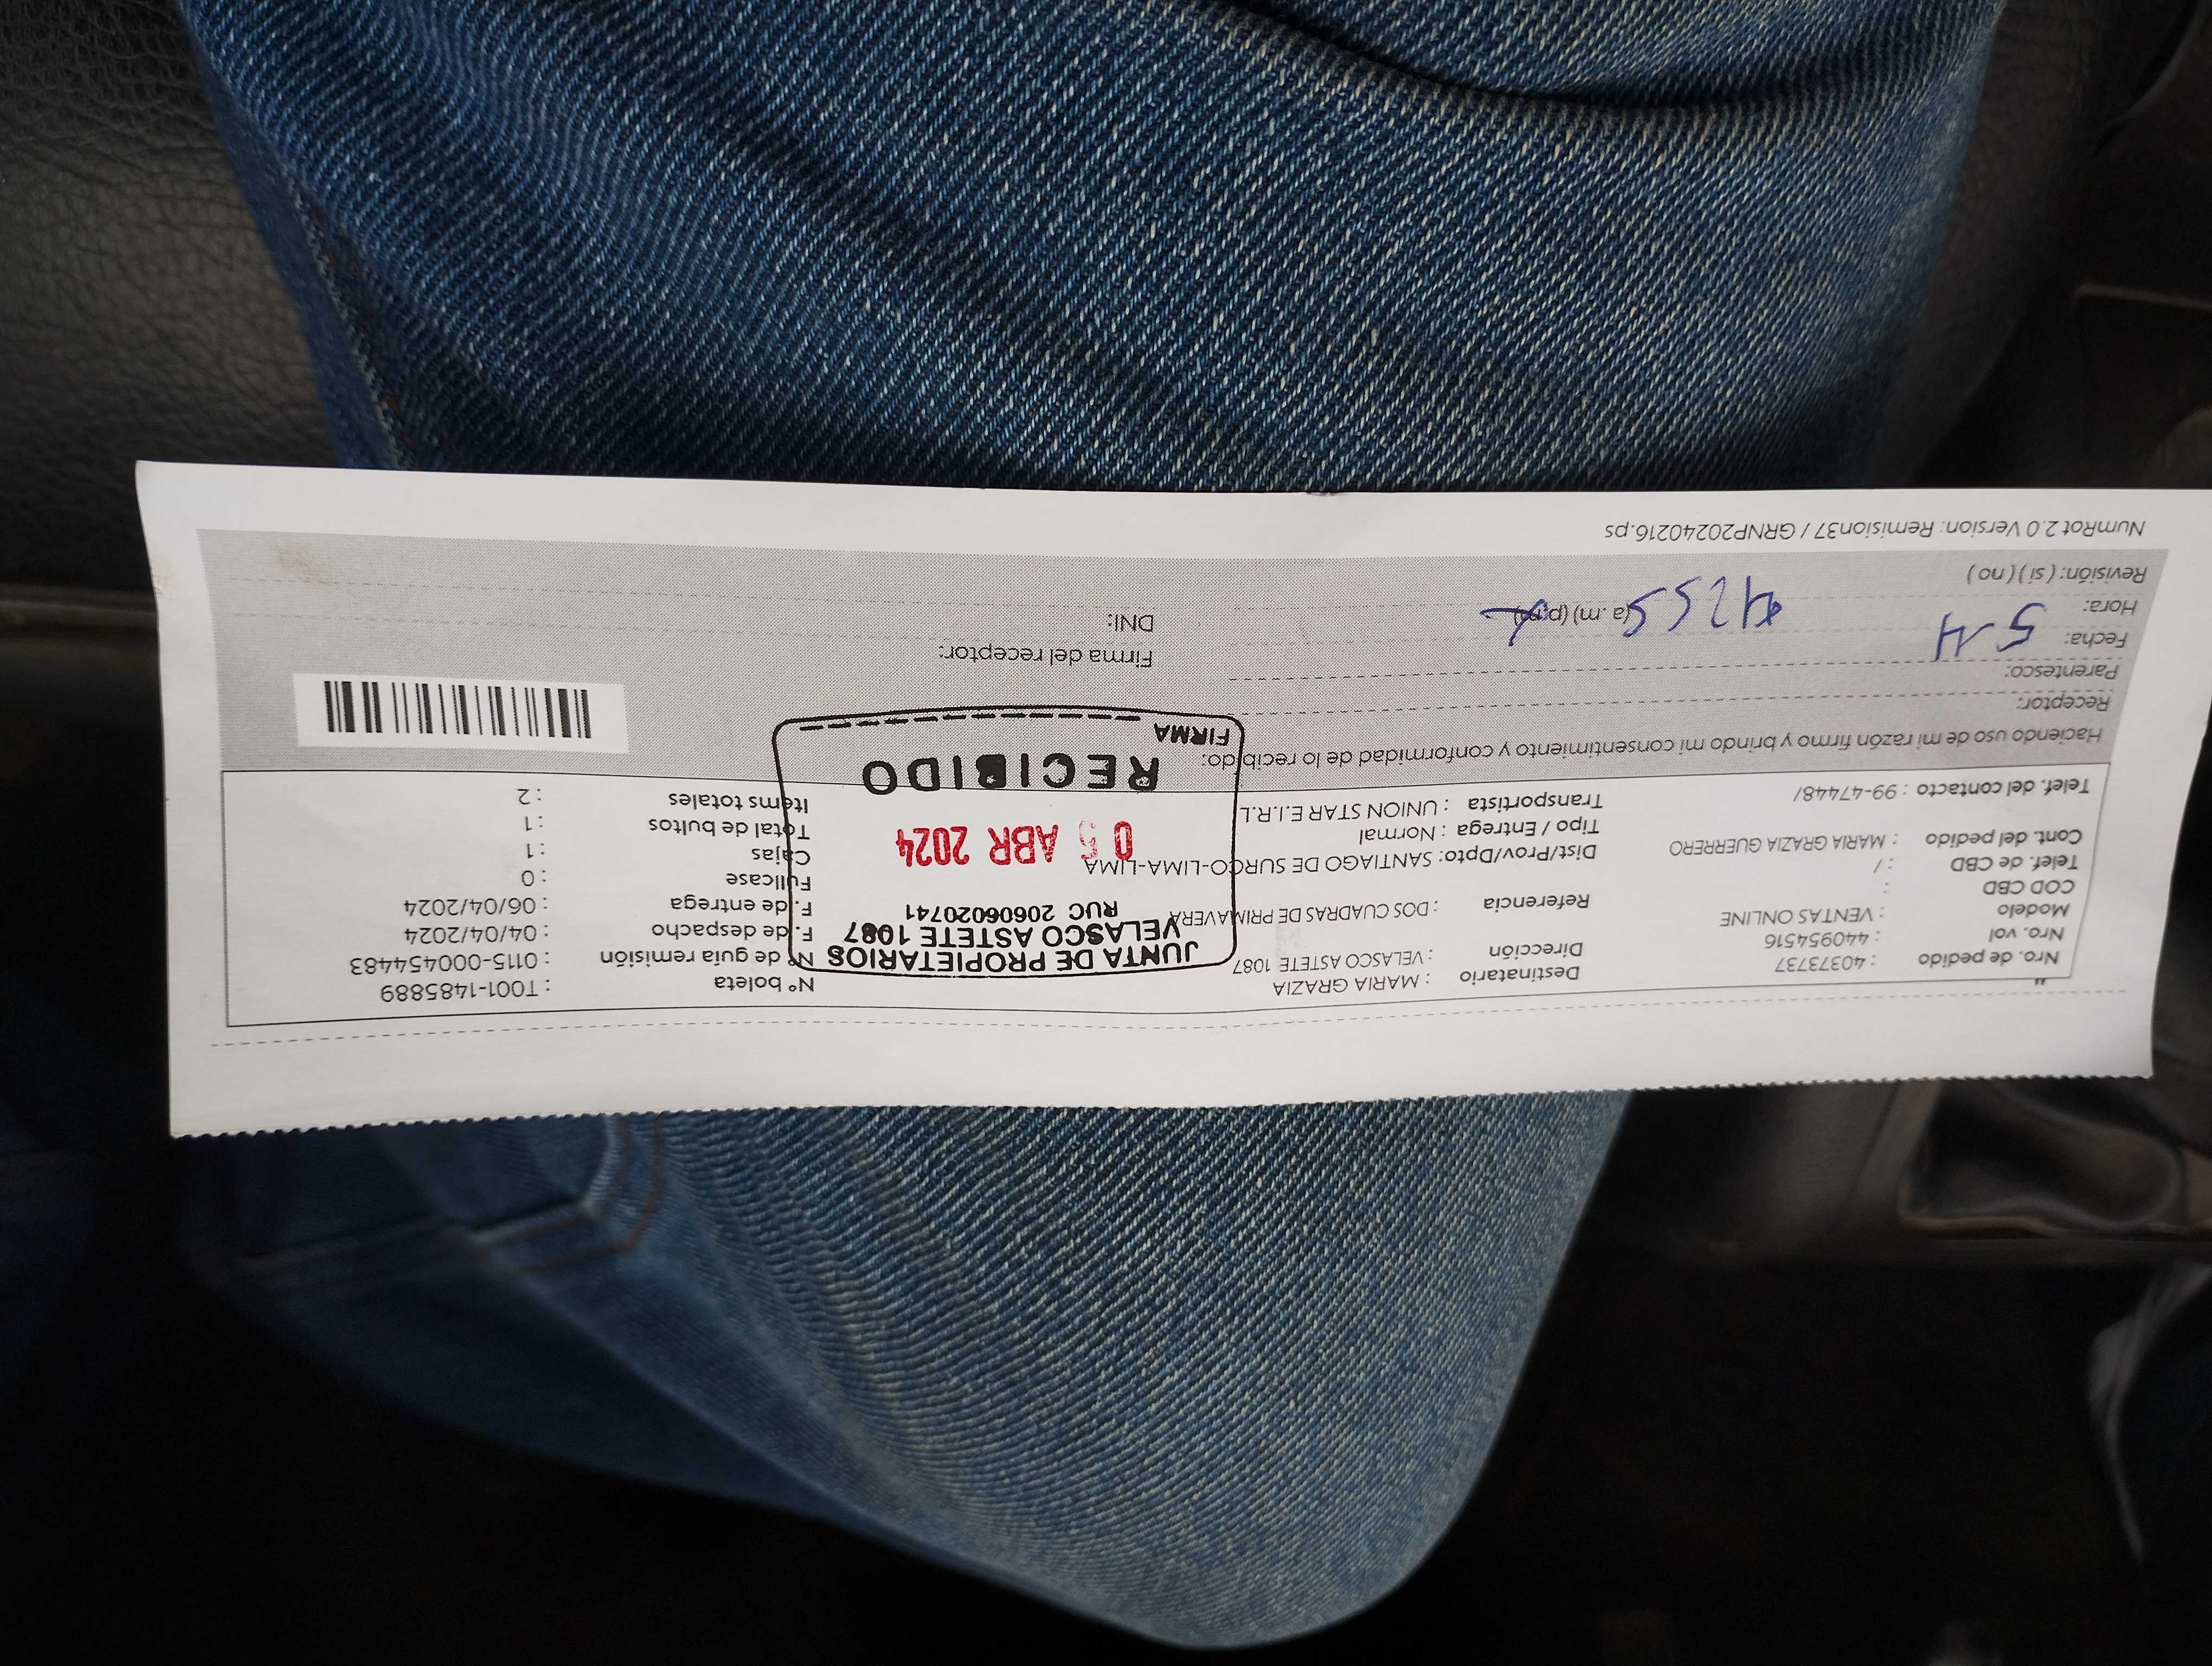 Nro. de pedido : 40373737
Nro. vol : 440954516
Modelo : VENTAS ONLINE
COD CBD :
Telef. de CBD : /
Cont. del pedido : MARIA GRAZIA GUERRERO
Telef. del contacto : 99-47448/
Destinatario : MARIA GRAZIA
Dirección : VELASCO ASTETE 1087
Referencia : DOS CUADRAS DE PRIMAVERA
Dist/Prov/Dpto: SANTIAGO DE SURCO-LIMA-LIMA
Tipo / Entrega : Normal
Transportista : UNION STAR E.I.R.L
N° boleta : T001-1485889
N° de guía remisión : 0115-000454483
F. de despacho : 04/04/2024
F. de entrega : 06/04/2024
Fullcase : 0
Cajas : 1
Total de bultos : 1
Items totales : 2
JUNTA DE PROPIETARIOS
VELASCO ASTETE 1087
RUC 20606020741
05 ABR 2024
RECIBIDO
FIRMA
Haciendo uso de mi razón firmo y brindo mi consentimiento y conformidad de lo recibido:
Receptor:
Parentesco:
Fecha: 5-4
Hora: (a.m) (p.m)
Revisión: ( si ) ( no )
Firma del receptor:
DNI:
NumRot 2.0 Version: Remision37 / GRNP20240216.ps